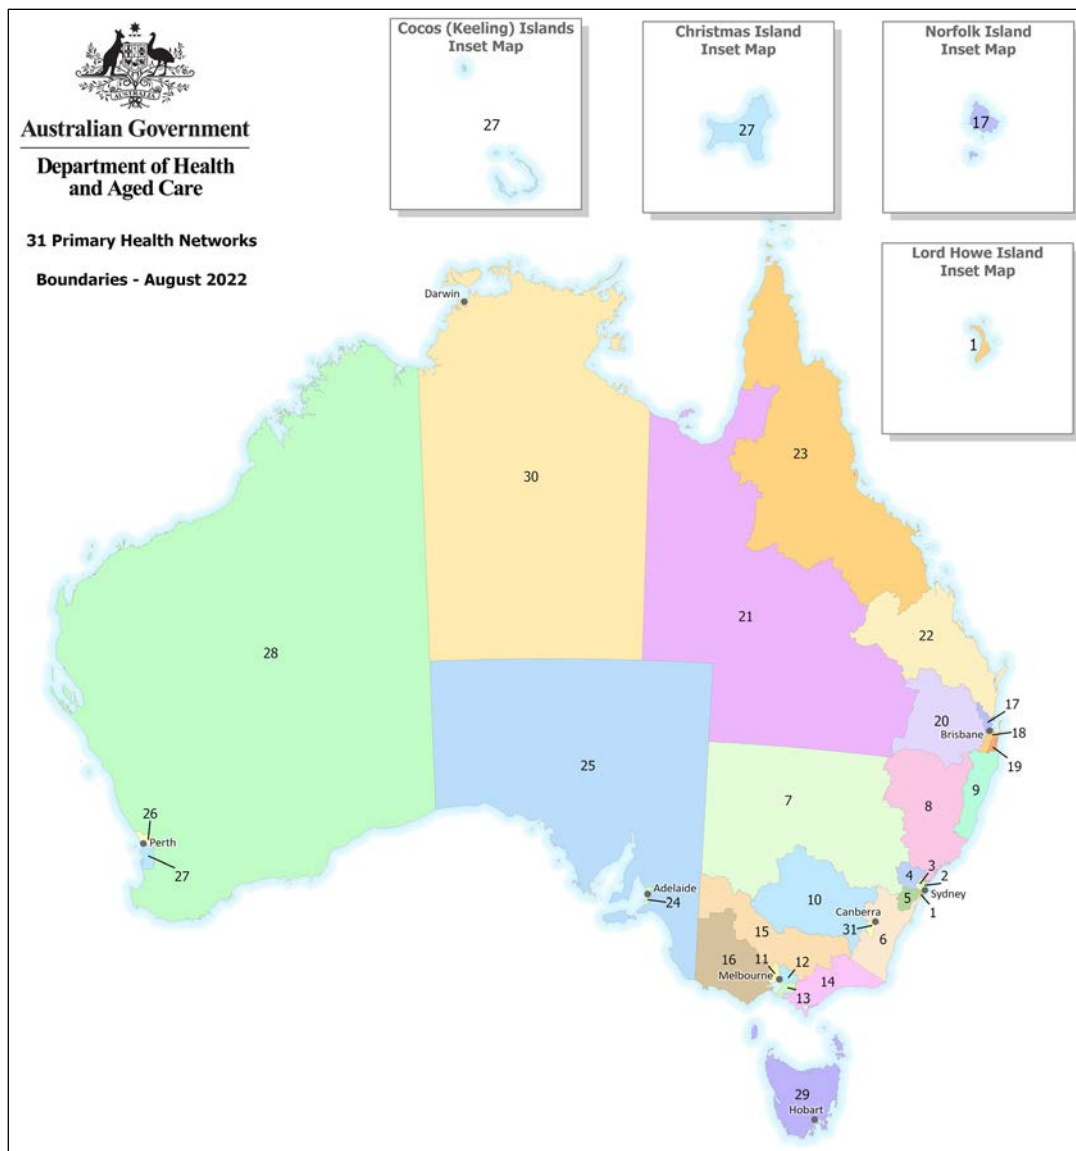 AUSTRALIA
Australian Government
Department of Health
and Aged Care
31 Primary Health Networks
Boundaries - August 2022
Cocos (Keeling) Islands
Inset Map
27
Christmas Island
Inset Map
27
Norfolk Island
Inset Map
17
Lord Howe Island
Inset Map
1
Darwin
23
30
21
22
28
17
20
Brisbane
18
19
25
9
7
8
26
Perth
27
3
4
2
Sydney
5
1
Adelaide
24
10
Canberra
31
6
15
16
11
12
Melbourne
14
13
29
Hobart